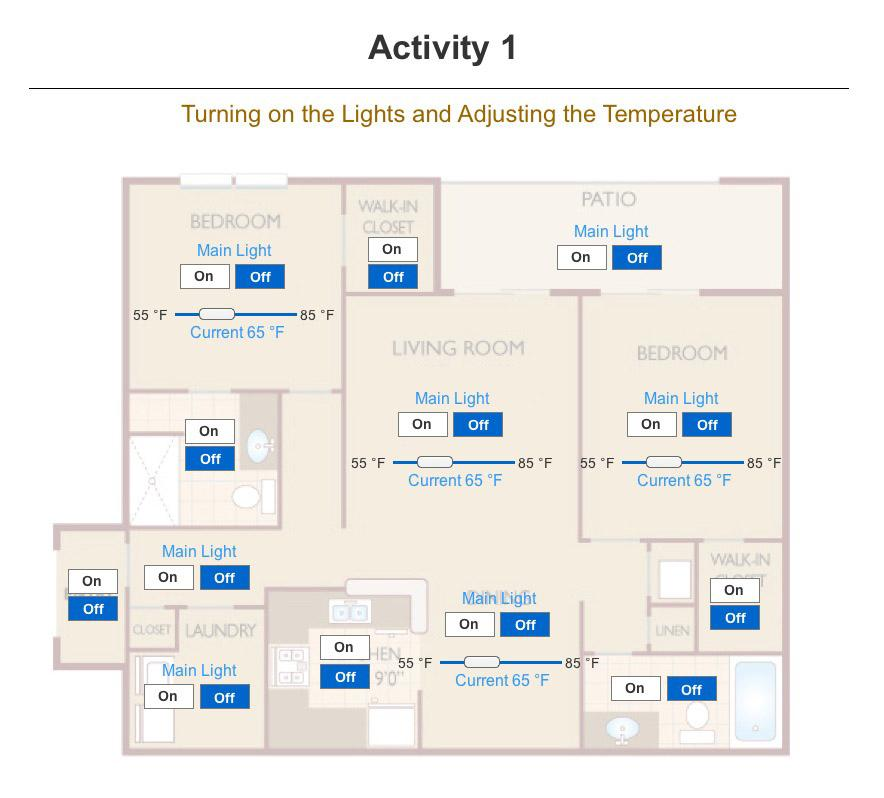 Activity 1
Turning on the Lights and Adjusting the Temperature
BEDROOM
Main Light
On Off
55 °F 85 °F
Current 65 °F
WALK-IN
CLOSET
On
Off
PATIO
Main Light
On Off
LIVING ROOM
Main Light
On Off
55 °F 85 °F
Current 65 °F
BEDROOM
Main Light
On Off
55 °F 85 °F
Current 65 °F
On
Off
Main Light
On Off
On
Off
CLOSET
LAUNDRY
Main Light
On Off
On
Off
HEN
9'0"
DINING
Main Light
On Off
55 °F 85 °F
Current 65 °F
WALK-IN
CLOSET
On
Off
LINEN
On Off